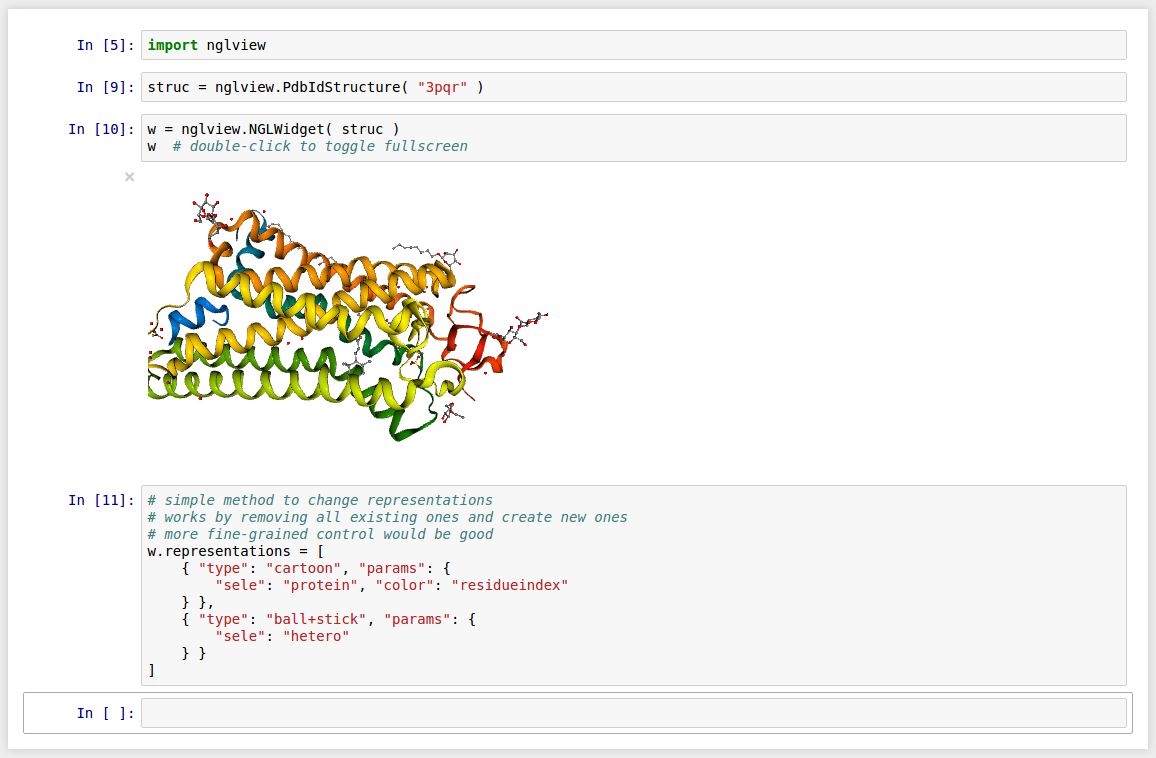 In [5]: import nglview
In [9]: struc = nglview.PdbIdStructure( "3pqr" )
In [10]: w = nglview.NGLWidget( struc )
w  # double-click to toggle fullscreen
×
In [11]: # simple method to change representations
# works by removing all existing ones and create new ones
# more fine-grained control would be good
w.representations = [
    { "type": "cartoon", "params": {
        "sele": "protein", "color": "residueindex"
    } },
    { "type": "ball+stick", "params": {
        "sele": "hetero"
    } }
]
In [ ]: